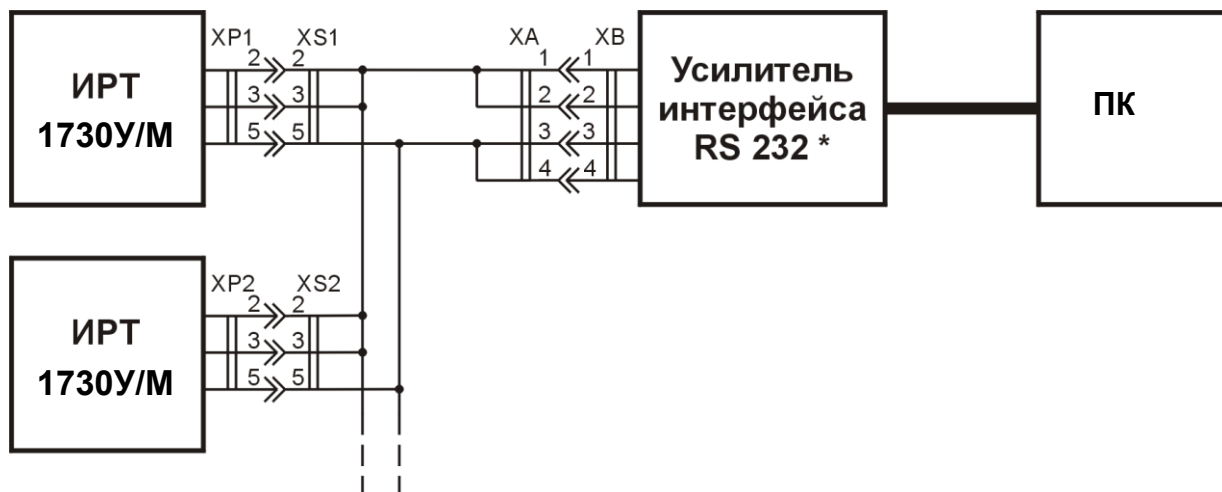 XP1 XS1 XA XB
ИРТ
1730У/М
2 2
3 3
5 5
1 1
2 2
3 3
4 4
Усилитель
интерфейса
RS 232 *
ПК
XP2 XS2
ИРТ
1730У/М
2 2
3 3
5 5